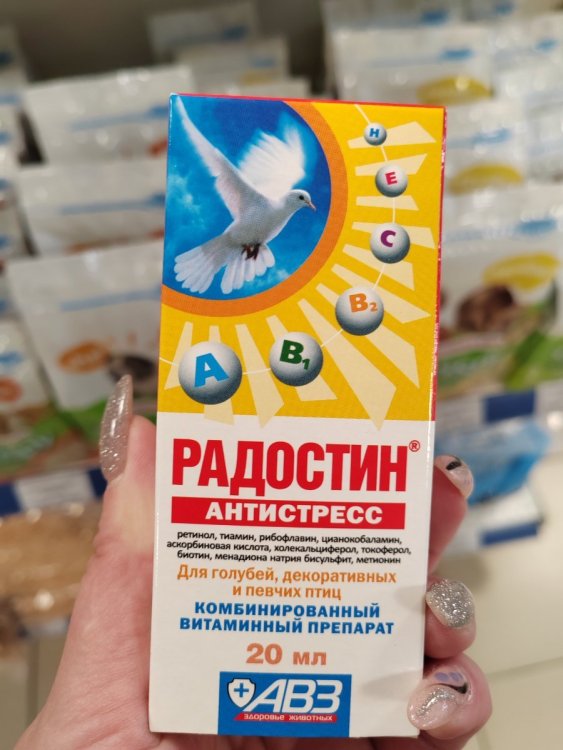 H
E
C
B₂
B₁
A
РАДОСТИН®
АНТИСТРЕСС
ретинол, тиамин, рибофлавин, цианокобаламин,
аскорбиновая кислота, холекальциферол, токоферол,
биотин, менадиона натрия бисульфит, метионин
Для голубей, декоративных
и певчих птиц
КОМБИНИРОВАННЫЙ
ВИТАМИННЫЙ ПРЕПАРАТ
20 мл
АВЗ
здоровье животных